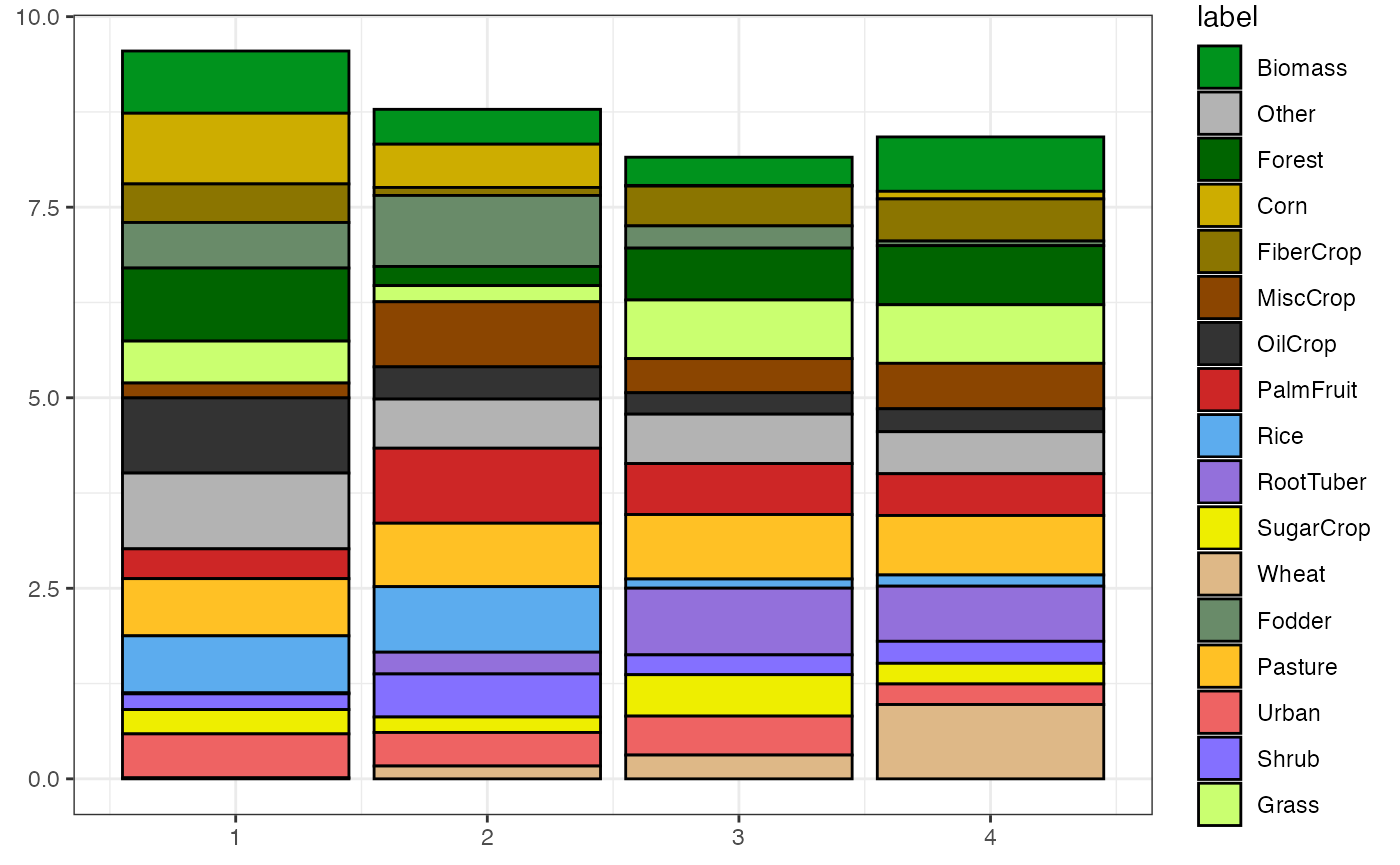 10.0
7.5
5.0
2.5
0.0
1 2 3 4
label
Biomass
Other
Forest
Corn
FiberCrop
MiscCrop
OilCrop
PalmFruit
Rice
RootTuber
SugarCrop
Wheat
Fodder
Pasture
Urban
Shrub
Grass